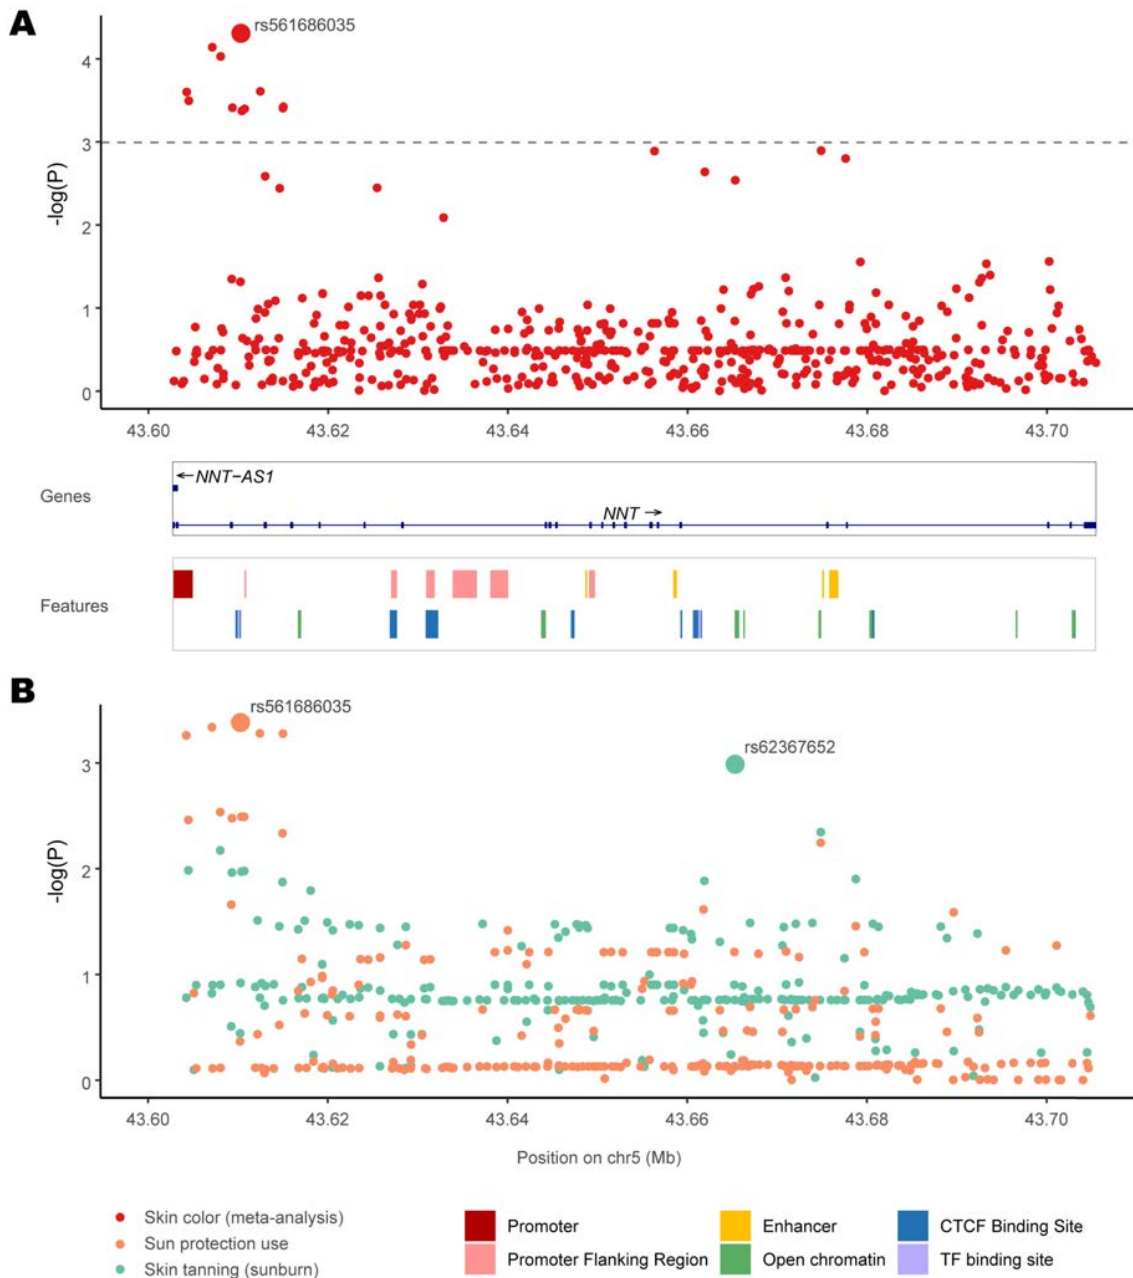 A
rs561686035
4
3
2
1
0
-log(P)
43.60 43.62 43.64 43.66 43.68 43.70
Genes
←NNT−AS1
NNT →
Features
B
rs561686035
rs62367652
3
2
1
0
-log(P)
43.60 43.62 43.64 43.66 43.68 43.70
Position on chr5 (Mb)
Skin color (meta-analysis)
Sun protection use
Skin tanning (sunburn)
Promoter Enhancer CTCF Binding Site
Promoter Flanking Region Open chromatin TF binding site